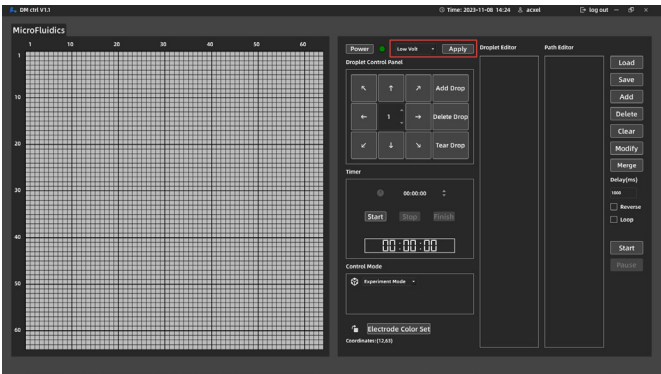 DM ctrl V1.1
Time: 2023-11-08 14:24 acxel log out
MicroFluidics
1 10 20 30 40 50 60
1
10
20
30
40
50
60
Power Low Volt Apply
Droplet Control Panel
Add Drop
1 Delete Drop
Tear Drop
Timer
00:00:00
Start Stop Finish
00:00:00
Control Mode
Experiment Mode
Electrode Color Set
Coordinates:(12,63)
Droplet Editor
Path Editor
Load
Save
Add
Delete
Clear
Modify
Merge
Delay(ms)
1000
Reverse
Loop
Start
Pause